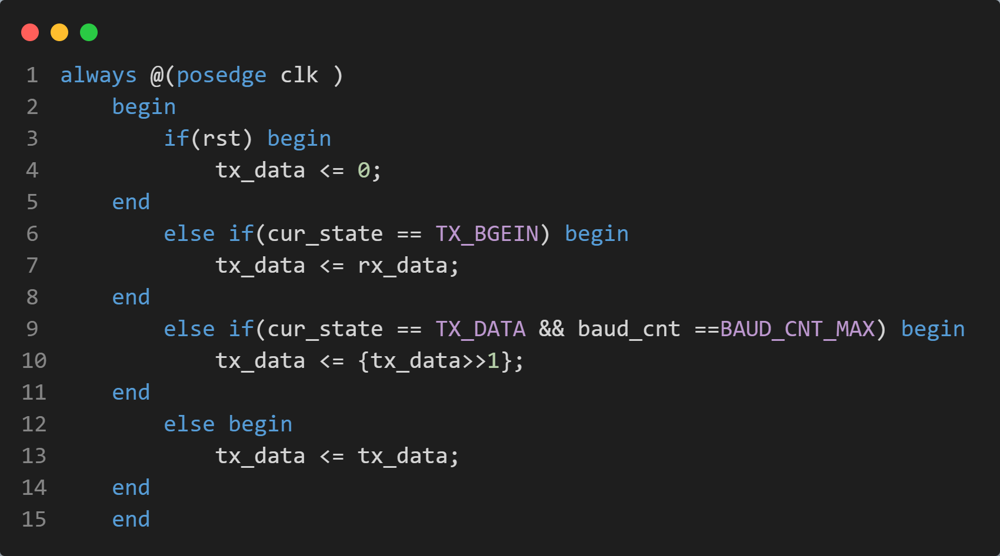 1 always @(posedge clk )
2     begin
3         if(rst) begin
4             tx_data <= 0;
5     end
6         else if(cur_state == TX_BGEIN) begin
7             tx_data <= rx_data;
8     end
9         else if(cur_state == TX_DATA && baud_cnt ==BAUD_CNT_MAX) begin
10             tx_data <= {tx_data>>1};
11     end
12         else begin
13             tx_data <= tx_data;
14     end
15     end